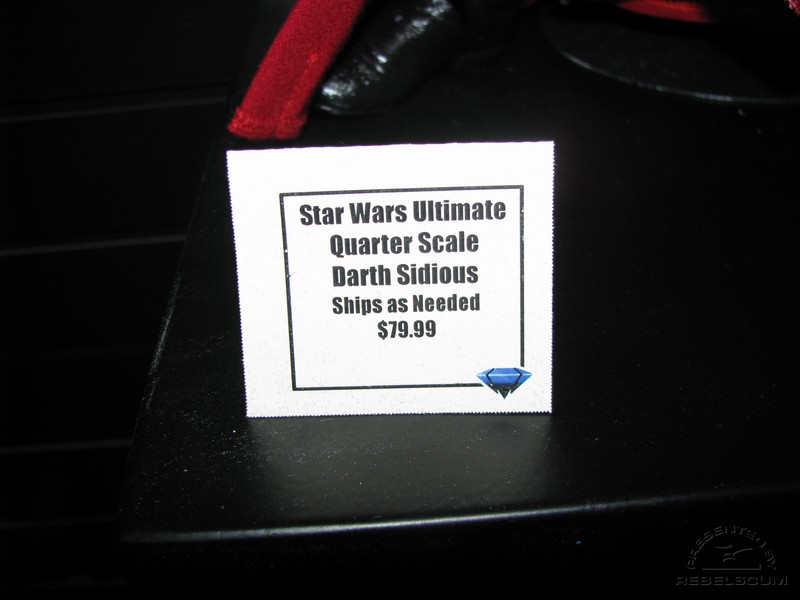 Star Wars Ultimate
Quarter Scale
Darth Sidious
Ships as Needed
$79.99
PRESENTED BY
REBELSCUM